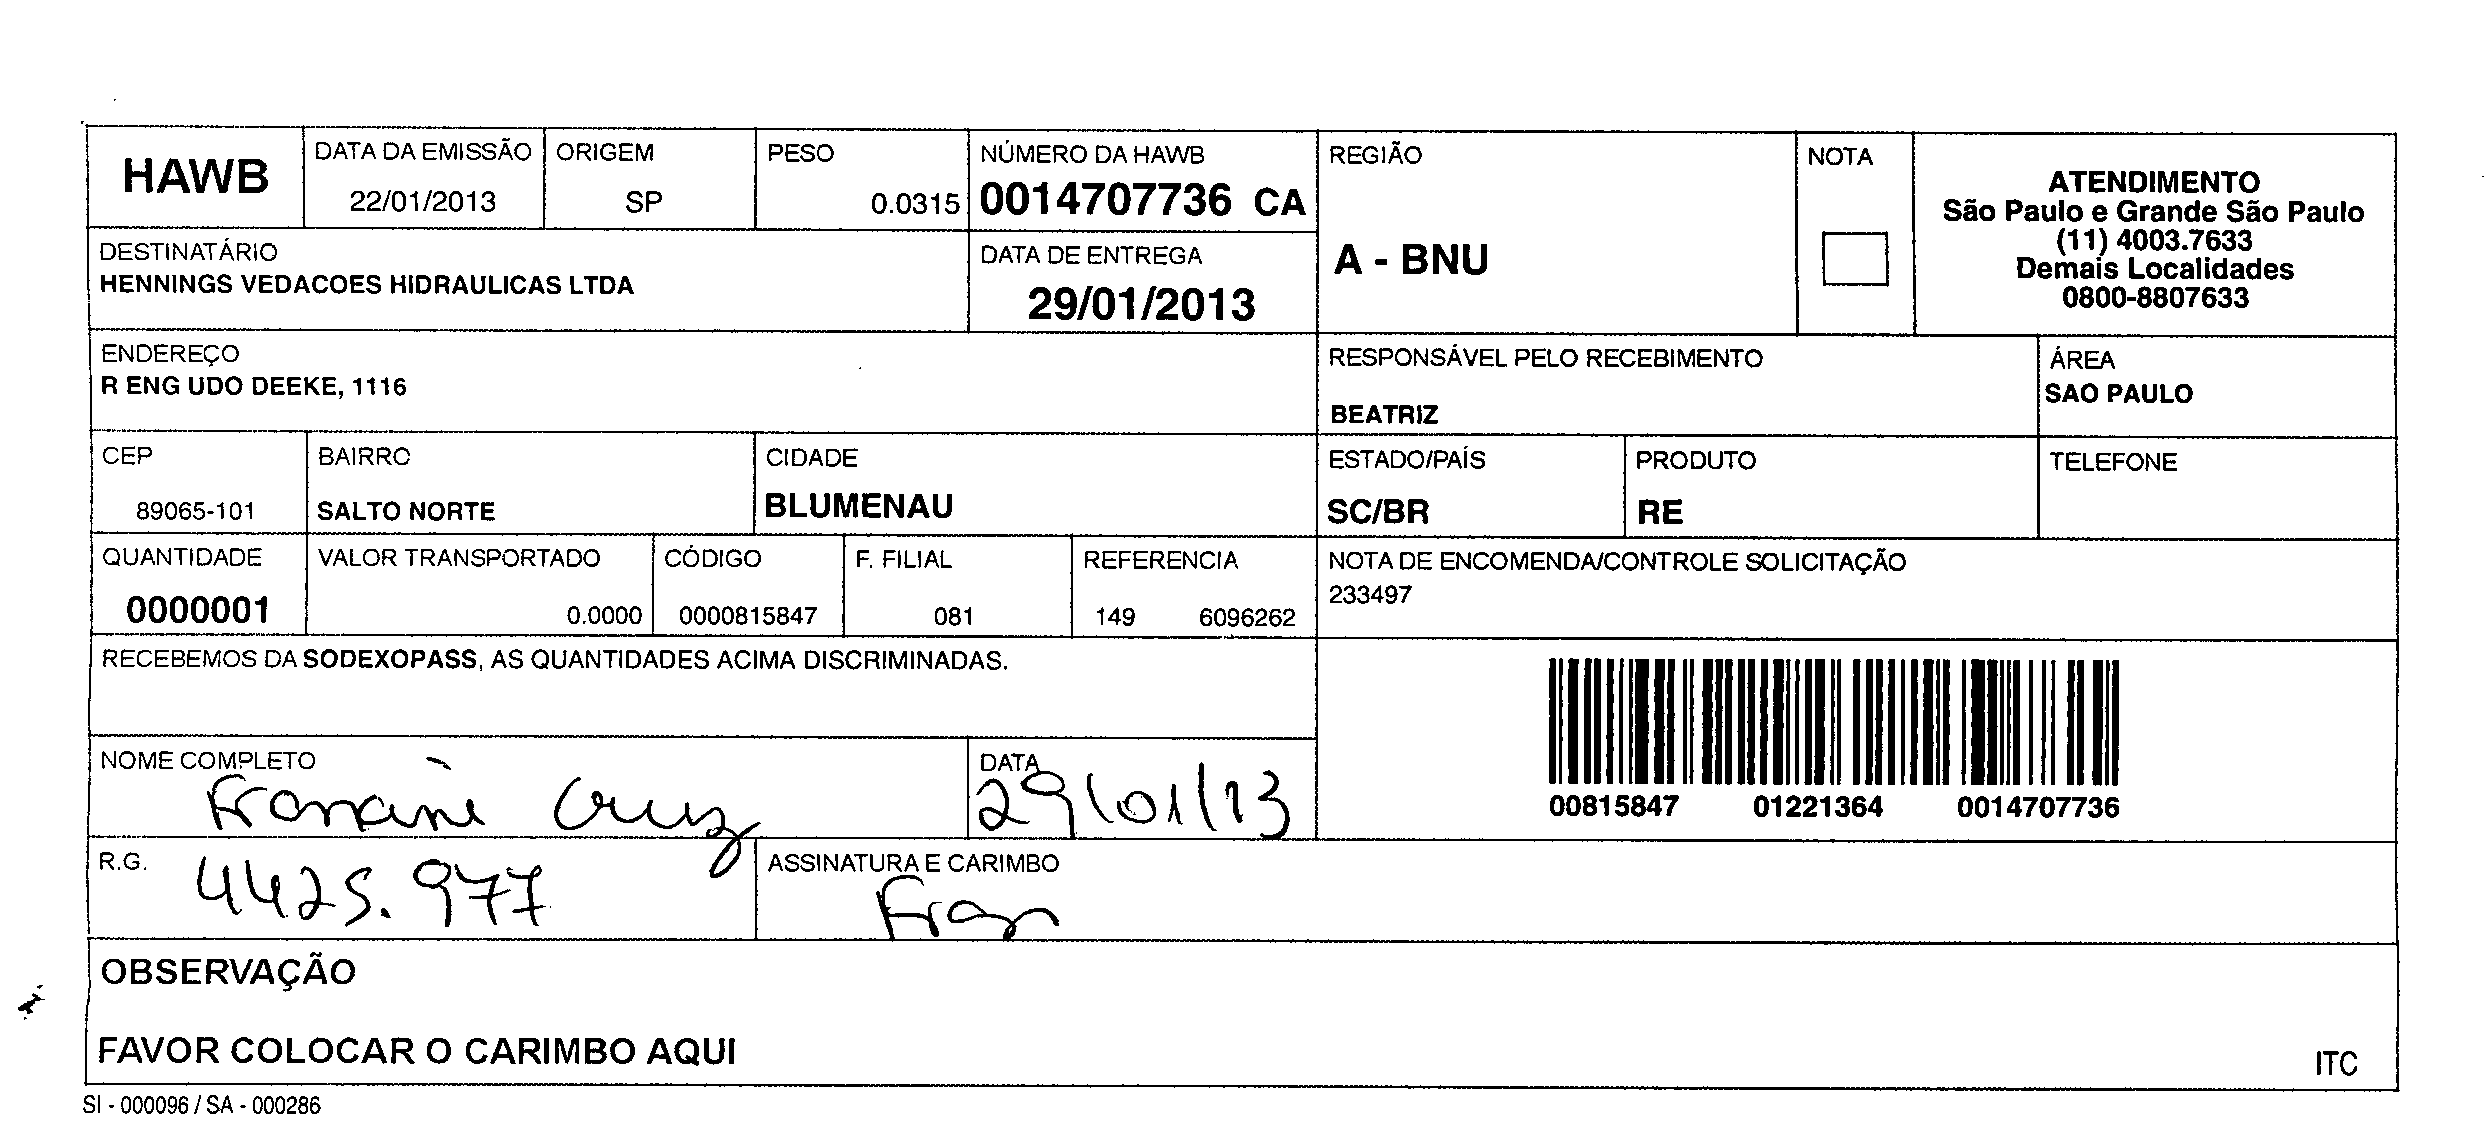 HAWB
DATA DA EMISSÃO
22/01/2013
ORIGEM
SP
PESO
0.0315
NÚMERO DA HAWB
0014707736 CA
REGIÃO
A - BNU
NOTA
ATENDIMENTO
São Paulo e Grande São Paulo
(11) 4003.7633
Demais Localidades
0800-8807633
DESTINATÁRIO
HENNINGS VEDACOES HIDRAULICAS LTDA
DATA DE ENTREGA
29/01/2013
ENDEREÇO
R ENG UDO DEEKE, 1116
RESPONSÁVEL PELO RECEBIMENTO
BEATRIZ
ÁREA
SAO PAULO
CEP
89065-101
BAIRRO
SALTO NORTE
CIDADE
BLUMENAU
ESTADO/PAÍS
SC/BR
PRODUTO
RE
TELEFONE
QUANTIDADE
0000001
VALOR TRANSPORTADO
0.0000
CÓDIGO
0000815847
F. FILIAL
081
REFERENCIA
149 6096262
NOTA DE ENCOMENDA/CONTROLE SOLICITAÇÃO
233497
RECEBEMOS DA SODEXOPASS, AS QUANTIDADES ACIMA DISCRIMINADAS.
00815847 01221364 0014707736
NOME COMPLETO
Francine Cruz
DATA
29/01/13
R.G.
4425.977
ASSINATURA E CARIMBO
Fran
OBSERVAÇÃO
FAVOR COLOCAR O CARIMBO AQUI
ITC
SI - 000096 / SA - 000286